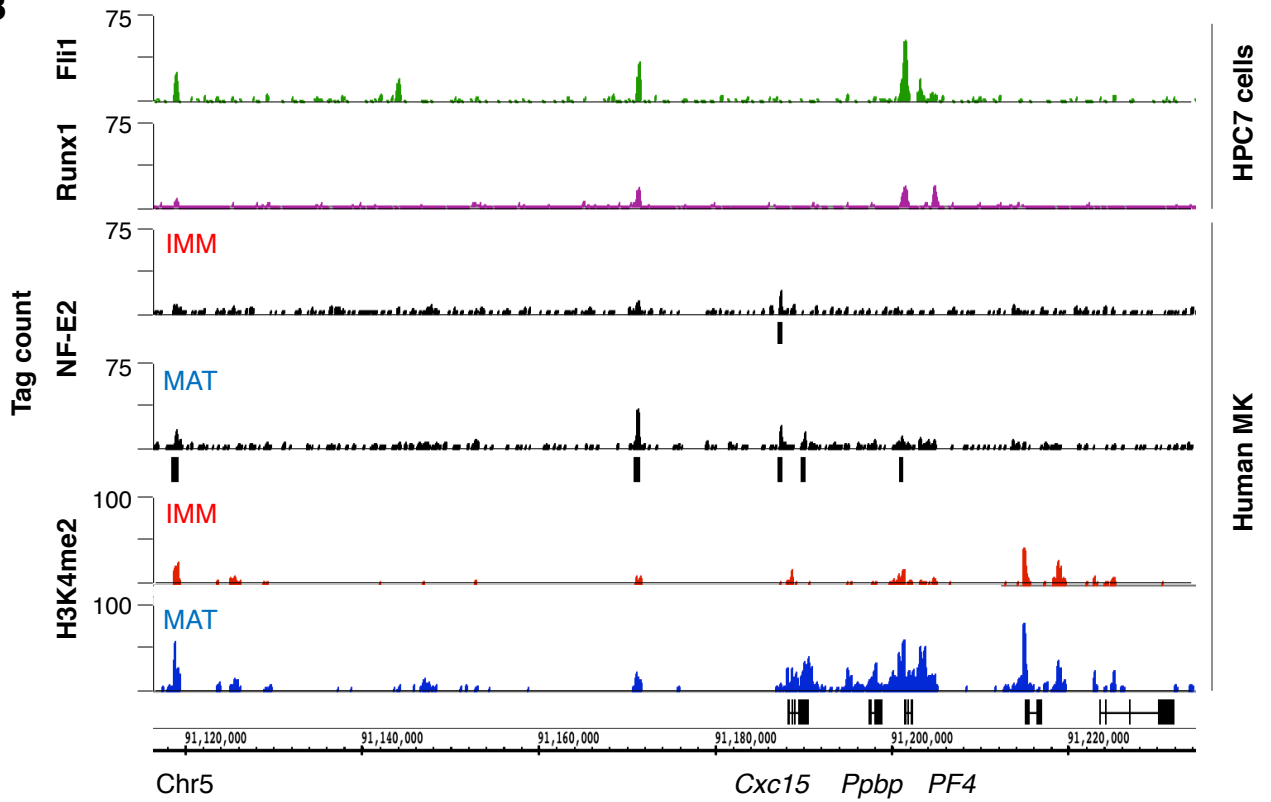 75
Fli1
HPC7 cells
75
Runx1
75
IMM
NF-E2
Tag count
75
MAT
Human MK
100
IMM
H3K4me2
100
MAT
91,120,000 91,140,000 91,160,000 91,180,000 91,200,000 91,220,000
Chr5 Cxc15 Ppbp PF4